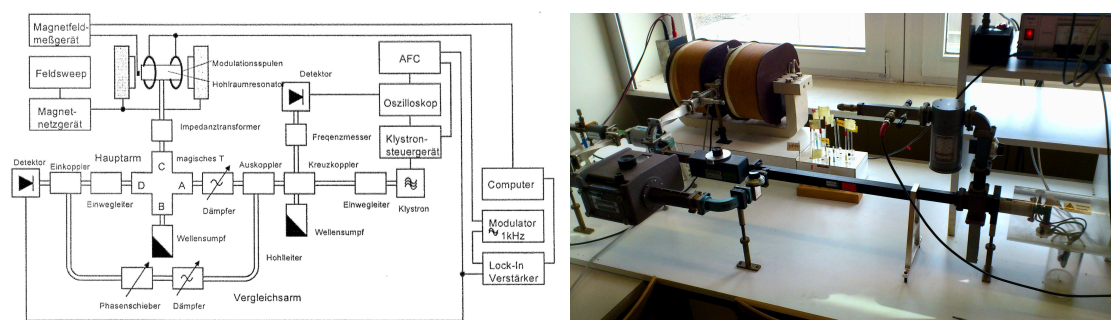 Magnetfeld-
meßgerät
Feldsweep
Magnet-
netzgerät
Modulationsspulen
Hohlraumresonator
Impedanztransformer
Detektor
AFC
Oszilloskop
Klystron-
steuergerät
Freqenzmesser
Detektor
Einkoppler
Hauptarm
magisches T
Auskoppler
Kreuzkoppler
C
D
A
B
Einwegleiter
Dämpfer
Einwegleiter
Klystron
Wellensumpf
Wellensumpf
Hohlleiter
Computer
Modulator
1kHz
Lock-In
Verstärker
Phasenschieber
Dämpfer
Vergleichsarm